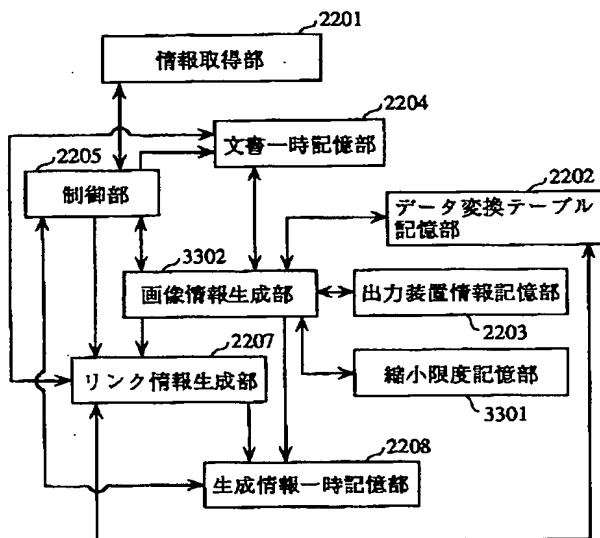 2201
情報取得部
2204
文書一時記憶部
2205
制御部
2202
データ変換テーブル
記憶部
3302
画像情報生成部
出力装置情報記憶部
2203
2207
リンク情報生成部
縮小限度記憶部
3301
2208
生成情報一時記憶部